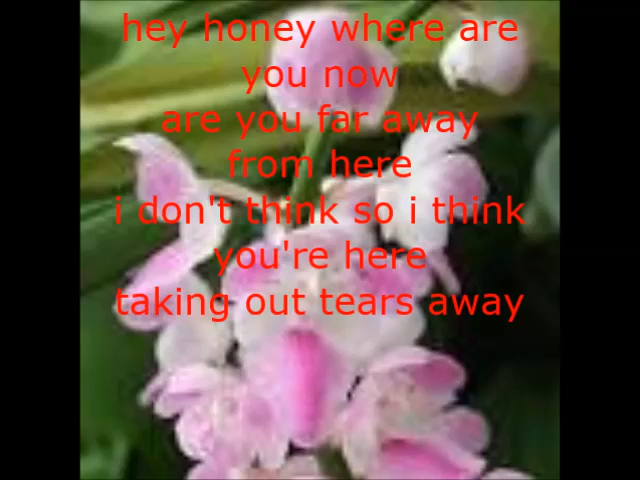 hey honey where are
you now
are you far away
from here
i don't think so i think
you're here
taking out tears away